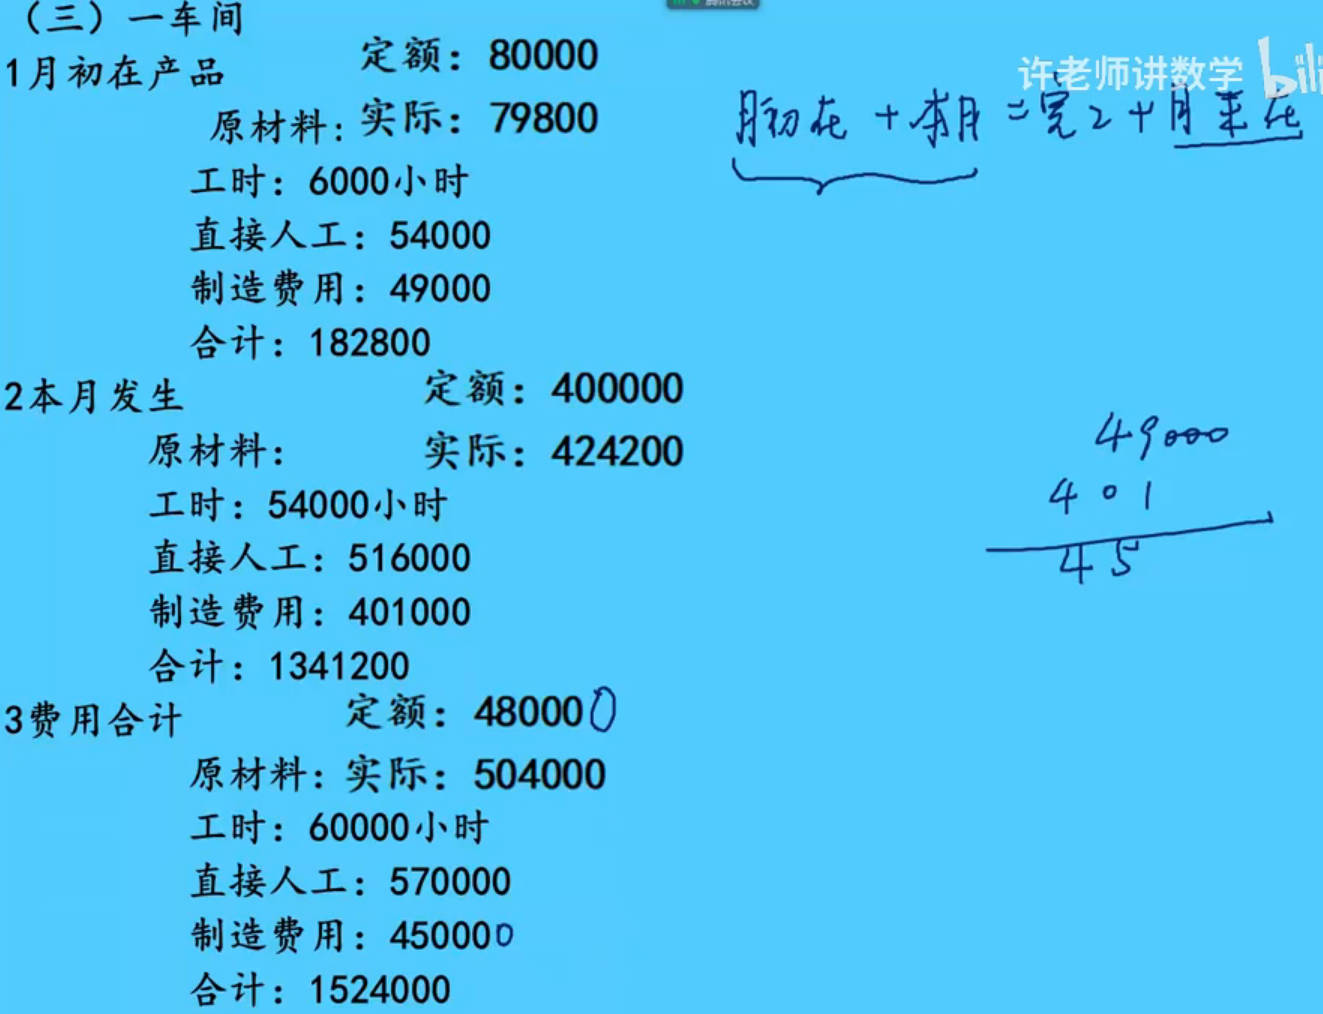 （三）一车间
定额：80000
1月初在产品
原材料：实际：79800
工时：6000小时
直接人工：54000
制造费用：49000
合计：182800
定额：400000
2本月发生
原材料：实际：424200
工时：54000小时
直接人工：516000
制造费用：401000
合计：1341200
定额：480000
3费用合计
原材料：实际：504000
工时：60000小时
直接人工：570000
制造费用：450000
合计：1524000
许老师讲数学 bili
月初在+本月=完工+月末在
49000
401
45